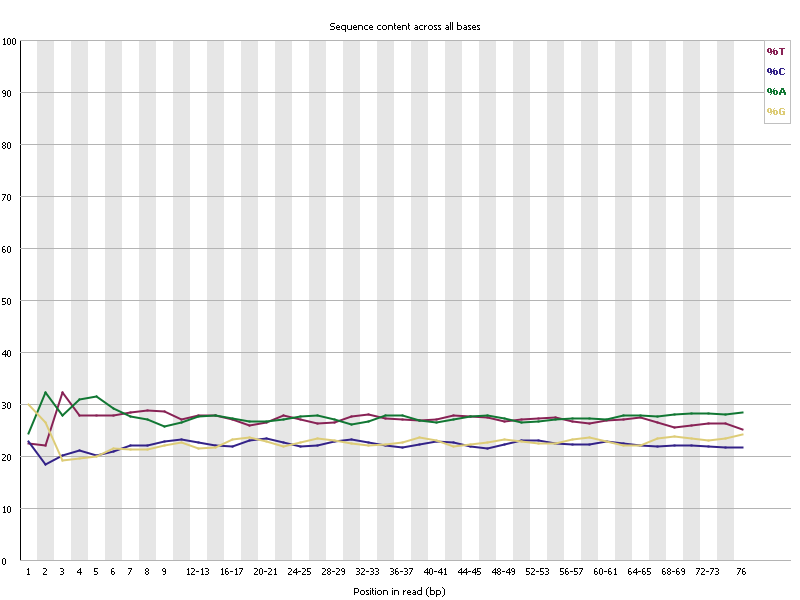 Sequence content across all bases
100
90
80
70
60
50
40
30
20
10
0
%T
%C
%A
%G
1 2 3 4 5 6 7 8 9 12-13 16-17 20-21 24-25 28-29 32-33 36-37 40-41 44-45 48-49 52-53 56-57 60-61 64-65 68-69 72-73 76
Position in read (bp)